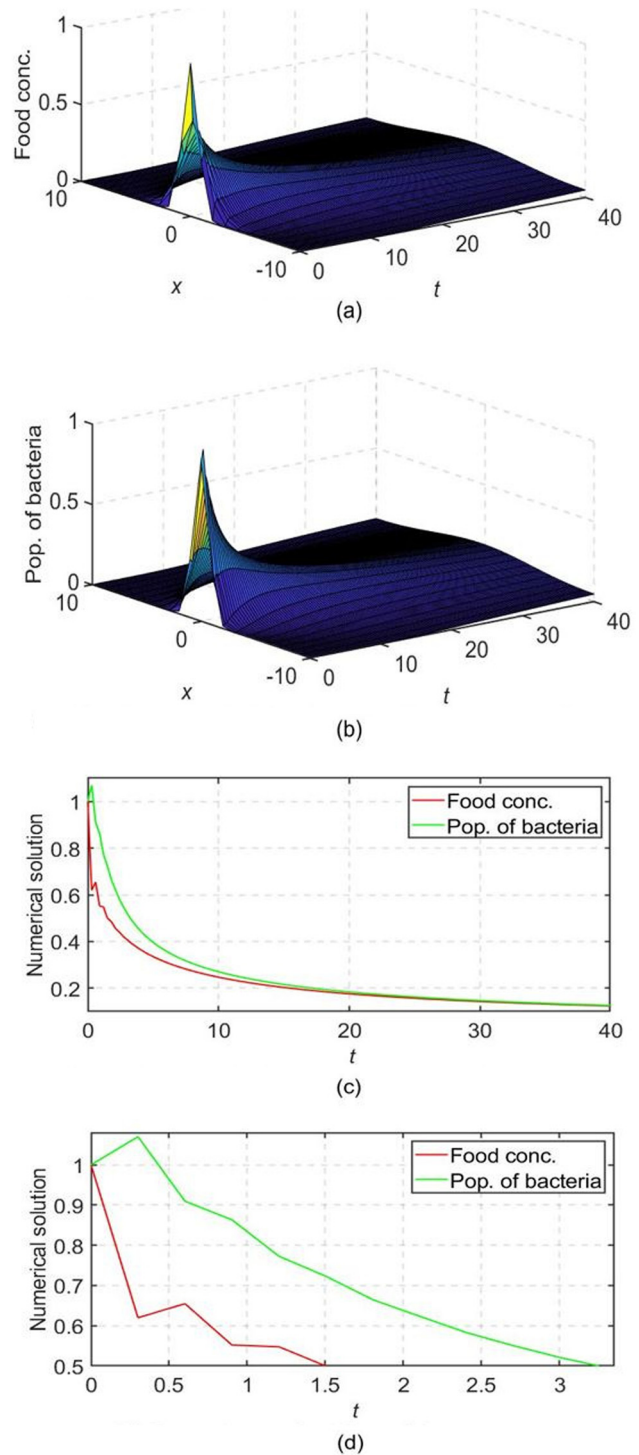 1
Food conc.
0.5
0
10
0
-10
x
0
10
20
30
40
t
(a)
1
Pop. of bacteria
0.5
0
10
0
-10
x
0
10
20
30
40
t
(b)
Numerical solution
1
0.8
0.6
0.4
0.2
Food conc.
Pop. of bacteria
0 10 20 30 40
t
(c)
Numerical solution
1
0.9
0.8
0.7
0.6
0.5
Food conc.
Pop. of bacteria
0 0.5 1 1.5 2 2.5 3
t
(d)